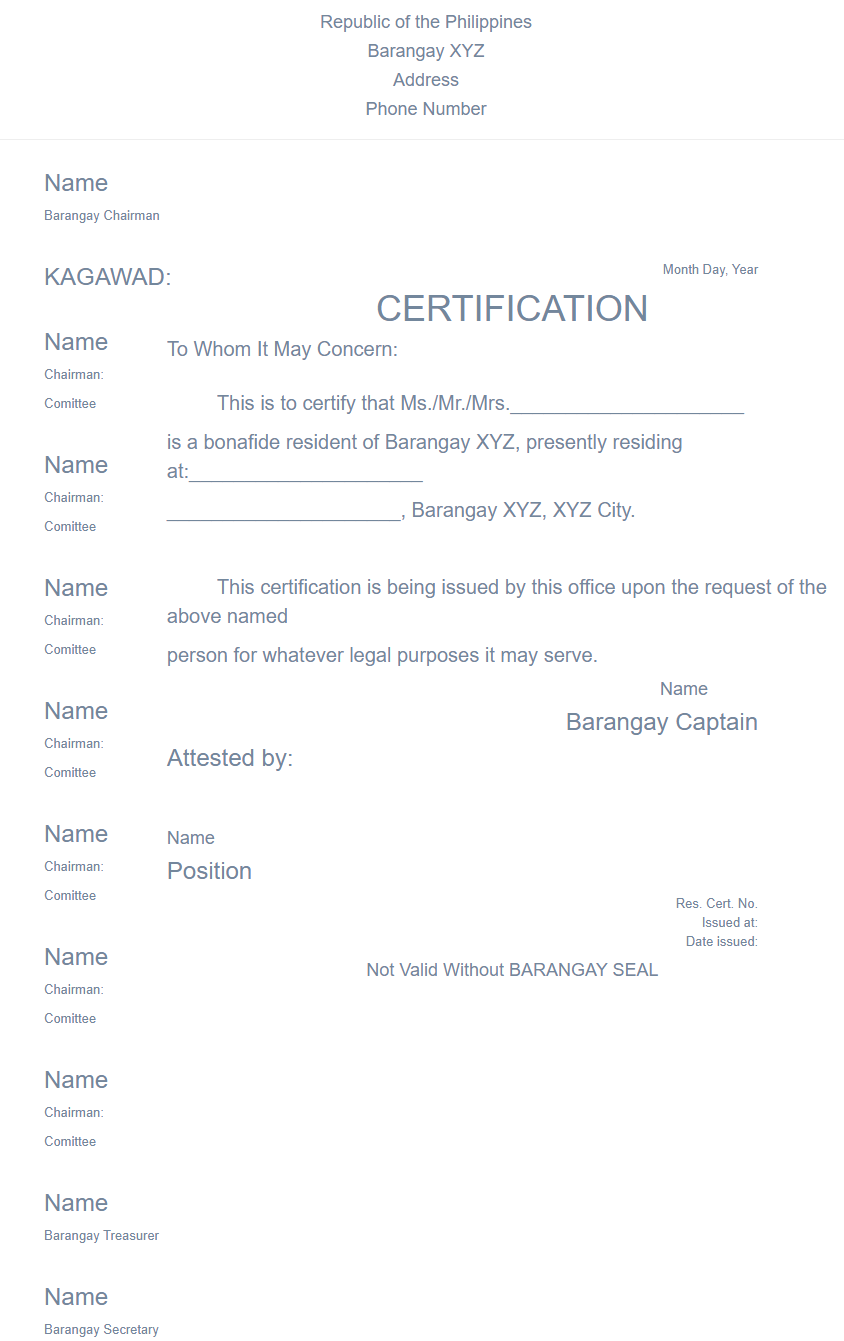 Republic of the Philippines
Barangay XYZ
Address
Phone Number
Name
Barangay Chairman
KAGAWAD:
Name
Chairman:
Comittee
Name
Chairman:
Comittee
Name
Chairman:
Comittee
Name
Chairman:
Comittee
Name
Chairman:
Comittee
Name
Chairman:
Comittee
Name
Chairman:
Comittee
Name
Barangay Treasurer
Name
Barangay Secretary
Month Day, Year
CERTIFICATION
To Whom It May Concern:
This is to certify that Ms./Mr./Mrs.______________________
is a bonafide resident of Barangay XYZ, presently residing
at:______________________
______________________, Barangay XYZ, XYZ City.
This certification is being issued by this office upon the request of the
above named
person for whatever legal purposes it may serve.
Name
Barangay Captain
Attested by:
Name
Position
Res. Cert. No.
Issued at:
Date issued:
Not Valid Without BARANGAY SEAL